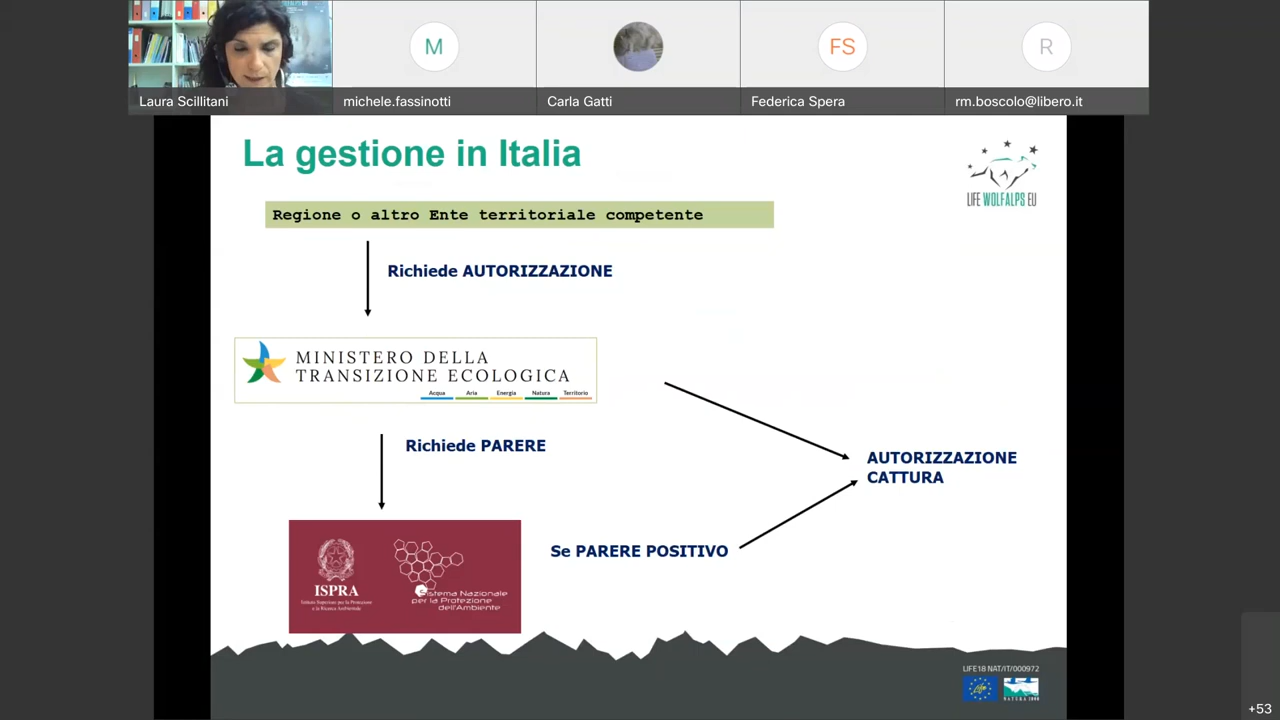 Laura Scillitani
M
michele.fassinotti
Carla Gatti
FS
Federica Spera
R
rm.boscolo@libero.it
La gestione in Italia
LIFE WOLFALPS EU
Regione o altro Ente territoriale competente
Richiede AUTORIZZAZIONE
MINISTERO DELLA
TRANSIZIONE ECOLOGICA
Acqua Aria Energia Natura Territorio
Richiede PARERE
AUTORIZZAZIONE
CATTURA
Se PARERE POSITIVO
ISPRA
Istituto Superiore per la Protezione
e la Ricerca Ambientale
Sistema Nazionale
per la Protezione
dell'Ambiente
LIFE18 NAT/IT/000972
NATURA 2000
+53